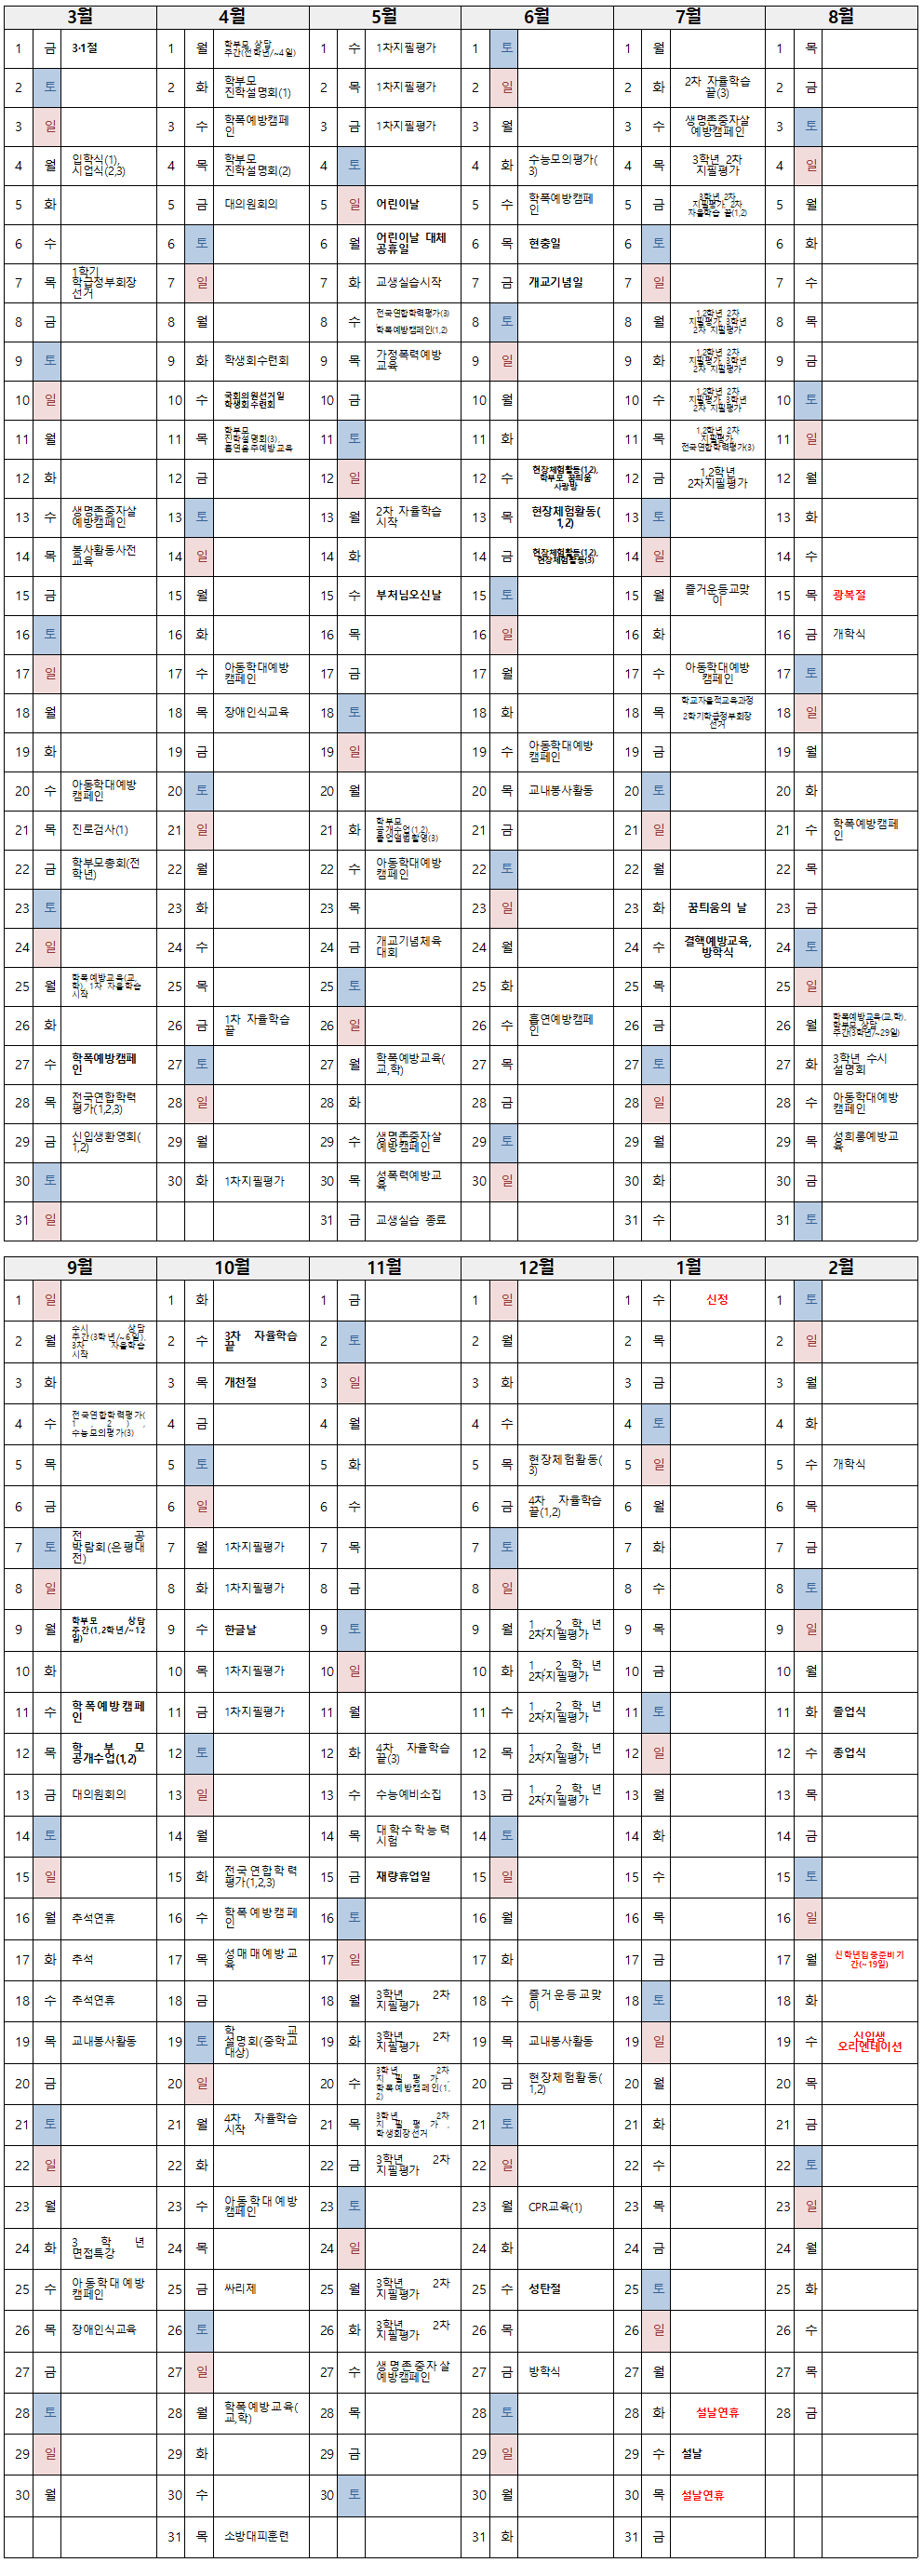 3월 4월 5월 6월 7월 8월
1 금 3·1절 1 월 학부모 상담 주간(전학년/~4일) 1 수 1차지필평가 1 토 1 월 1 목
2 토 2 화 학부모 진학설명회(1) 2 목 1차지필평가 2 일 2 화 2차 자율학습 끝(3) 2 금
3 일 3 수 학폭예방캠페인 3 금 1차지필평가 3 월 3 수 생명존중자살예방캠페인 3 토
4 월 입학식(1), 시업식(2,3) 4 목 학부모 진학설명회(2) 4 토 4 화 수능모의평가(3) 4 목 3학년 2차 지필평가 4 일
5 화 5 금 대의원회의 5 일 어린이날 5 수 학폭예방캠페인 5 금 3학년 2차 지필평가, 2차 자율학습 끝(1,2) 5 월
6 수 6 토 6 월 어린이날 대체공휴일 6 목 현충일 6 토 6 화
7 목 1학기 학급정부회장 선거 7 일 7 화 교생실습시작 7 금 개교기념일 7 일 7 수
8 금 8 월 8 수 전국연합학력평가(3) 학폭예방캠페인(1,2) 8 토 8 월 1,2학년 2차 지필평가, 3학년 2차 지필평가 8 목
9 토 9 화 학생회수련회 9 목 가정폭력예방교육 9 일 9 화 1,2학년 2차 지필평가, 3학년 2차 지필평가 9 금
10 일 10 수 국회의원선거일 학생회수련회 10 금 10 월 10 수 1,2학년 2차 지필평가, 3학년 2차 지필평가 10 토
11 월 11 목 학부모 진학설명회(3), 흡연음주예방교육 11 토 11 화 11 목 1,2학년 2차 지필평가, 전국연합학력평가(3) 11 일
12 화 12 금 12 일 12 수 현장체험활동(1,2), 학부모 꿈틔움 사랑방 12 금 1,2학년 2차지필평가 12 월
13 수 생명존중자살예방캠페인 13 토 13 월 2차 자율학습 시작 13 목 현장체험활동(1,2) 13 토 13 화
14 목 봉사활동사전교육 14 일 14 화 14 금 현장체험활동(1,2), 현장체험활동(3) 14 일 14 수
15 금 15 월 15 수 부처님오신날 15 토 15 월 즐거운등교맞이 15 목 광복절
16 토 16 화 16 목 16 일 16 화 16 금 개학식
17 일 17 수 아동학대예방캠페인 17 금 17 월 17 수 아동학대예방캠페인 17 토
18 월 18 목 장애인식교육 18 토 18 화 18 목 학교자율적교육과정 2학기학급정부회장선거 18 일
19 화 19 금 19 일 19 수 아동학대예방캠페인 19 금 19 월
20 수 아동학대예방캠페인 20 토 20 월 20 목 교내봉사활동 20 토 20 화
21 목 진로검사(1) 21 일 21 화 학부모 공개수업(1,2), 졸업앨범촬영(3) 21 금 21 일 21 수 학폭예방캠페인
22 금 학부모총회(전학년) 22 월 22 수 아동학대예방캠페인 22 토 22 월 22 목
23 토 23 화 23 목 23 일 23 화 꿈틔움의 날 23 금
24 일 24 수 24 금 개교기념체육대회 24 월 24 수 결핵예방교육, 방학식 24 토
25 월 학폭예방교육(교,학), 1차 자율학습 시작 25 목 25 토 25 화 25 목 25 일
26 화 26 금 1차 자율학습 끝 26 일 26 수 흡연예방캠페인 26 금 26 월 학폭예방교육(교,학), 학부모 상담 주간(3학년/~29일)
27 수 학폭예방캠페인 27 토 27 월 학폭예방교육(교,학) 27 목 27 토 27 화 3학년 수시 설명회
28 목 전국연합학력평가(1,2,3) 28 일 28 화 28 금 28 일 28 수 아동학대예방캠페인
29 금 신입생환영회(1,2) 29 월 29 수 생명존중자살예방캠페인 29 토 29 월 29 목 성희롱예방교육
30 토 30 화 1차지필평가 30 목 성폭력예방교육 30 일 30 화 30 금
31 일 31 금 교생실습 종료 31 수 31 토
9월 10월 11월 12월 1월 2월
1 일 1 화 1 금 1 일 1 수 신정 1 토
2 월 수시 상담 주간(3학년/~6일), 3차 자율학습 시작 2 수 3차 자율학습 끝 2 토 2 월 2 목 2 일
3 화 3 목 개천절 3 일 3 화 3 금 3 월
4 수 전국연합학력평가(1,2), 수능모의평가(3) 4 금 4 월 4 수 4 토 4 화
5 목 5 토 5 화 5 목 현장체험활동(3) 5 일 5 수 개학식
6 금 6 일 6 수 6 금 4차 자율학습 끝(1,2) 6 월 6 목
7 토 전공 박람회(은평대전) 7 월 1차지필평가 7 목 7 토 7 화 7 금
8 일 8 화 1차지필평가 8 금 8 일 8 수 8 토
9 월 학부모 상담 주간(1,2학년/~12일) 9 수 한글날 9 토 9 월 1,2학년 2차지필평가 9 목 9 일
10 화 10 목 1차지필평가 10 일 10 화 1,2학년 2차지필평가 10 금 10 월
11 수 학폭예방캠페인 11 금 1차지필평가 11 월 11 수 1,2학년 2차지필평가 11 토 11 화 졸업식
12 목 학부모 공개수업(1,2) 12 토 12 화 4차 자율학습 끝(3) 12 목 1,2학년 2차지필평가 12 일 12 수 종업식
13 금 대의원회의 13 일 13 수 수능예비소집 13 금 1,2학년 2차지필평가 13 월 13 목
14 토 14 월 14 목 대학수학능력시험 14 토 14 화 14 금
15 일 15 화 전국연합학력평가(1,2,3) 15 금 재량휴업일 15 일 15 수 15 토
16 월 추석연휴 16 수 학폭예방캠페인 16 토 16 월 16 목 16 일
17 화 추석 17 목 성매매예방교육 17 일 17 화 17 금 17 월 신학년집중준비기간(~19일)
18 수 추석연휴 18 금 18 월 3학년 2차 지필평가 18 수 즐거운등교맞이 18 토 18 화
19 목 교내봉사활동 19 토 학교 설명회(중학교 대상) 19 화 3학년 2차 지필평가 19 목 교내봉사활동 19 일 19 수 신입생 오리엔테이션
20 금 20 일 20 수 3학년 2차 지필평가, 학폭예방캠페인(1,2) 20 금 현장체험활동(1,2) 20 월 20 목
21 토 21 월 4차 자율학습 시작 21 목 3학년 2차 지필평가, 학생회장선거 21 토 21 화 21 금
22 일 22 화 22 금 3학년 2차 지필평가 22 일 22 수 22 토
23 월 23 수 아동학대예방캠페인 23 토 23 월 CPR교육(1) 23 목 23 일
24 화 3학년 면접특강 24 목 24 일 24 화 24 금 24 월
25 수 아동학대예방캠페인 25 금 싸리제 25 월 3학년 2차 지필평가 25 수 성탄절 25 토 25 화
26 목 장애인식교육 26 토 26 화 3학년 2차 지필평가 26 목 26 일 26 수
27 금 27 일 27 수 생명존중자살예방캠페인 27 금 방학식 27 월 27 목
28 토 28 월 학폭예방교육(교,학) 28 목 28 토 28 화 설날연휴 28 금
29 일 29 화 29 금 29 일 29 수 설날
30 월 30 수 30 토 30 월 30 목 설날연휴
31 목 소방대피훈련 31 화 31 금